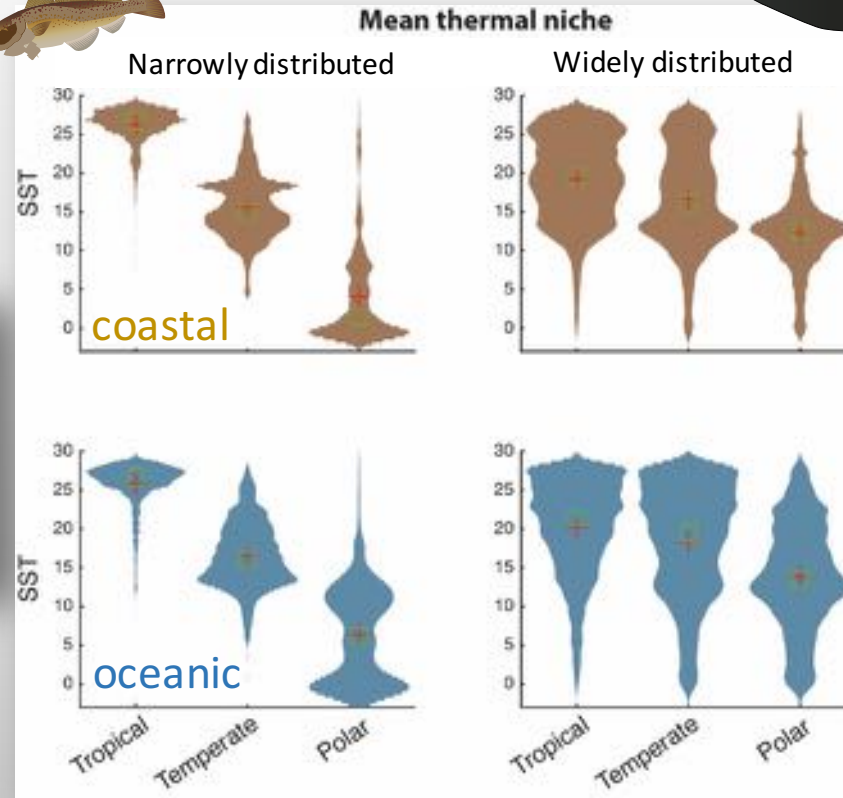 Mean thermal niche
Narrowly distributed
Widely distributed
30
25
20
15
10
5
0
SST
coastal
30
25
20
15
10
5
0
30
25
20
15
10
5
0
SST
oceanic
Tropical
Temperate
Polar
30
25
20
15
10
5
0
Tropical
Temperate
Polar